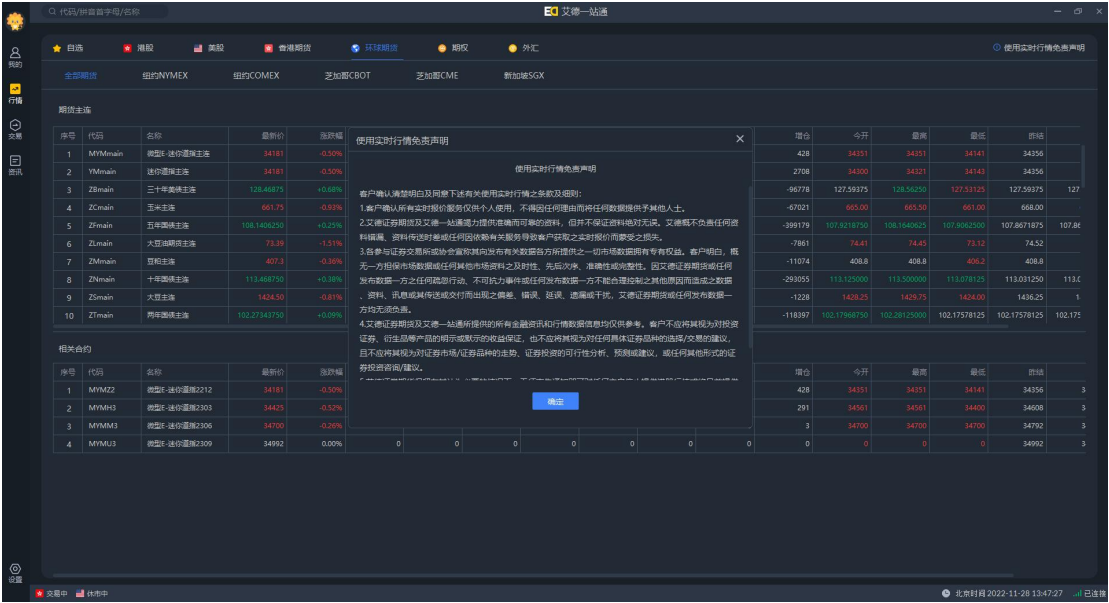 代码/拼音首字母/名称
艾德一站通
自选 港股 美股 香港期货 环球期货 期权 外汇 使用实时行情免责声明
我的
行情
交易
资讯
设置
全部期货 纽约NYMEX 纽约COMEX 芝加哥CBOT 芝加哥CME 新加坡SGX
期货主连
序号 代码 名称 最新价 涨跌幅 增仓 今开 最高 最低 昨结
1 MYMmain 微型E-迷你道指主连 34181 -0.50% 428 34351 34351 34141 34356
2 YMmain 迷你道指主连 34181 -0.50% 2708 34300 34321 34143 34356
3 ZBmain 三十年美债主连 128.46875 +0.68% -96778 127.59375 128.56250 127.53125 127.59375 127
4 ZCmain 玉米主连 661.75 -0.93% -67021 665.00 665.50 661.00 668.00
5 ZFmain 五年国债主连 108.1406250 +0.25% -399179 107.9218750 108.1640625 107.9062500 107.8671875 107.86
6 ZLmain 大豆油期货主连 73.39 -1.51% -7861 74.41 74.45 73.12 74.52
7 ZMmain 豆粕主连 407.3 -0.36% -11074 408.8 408.8 406.2 408.8
8 ZNmain 十年国债主连 113.468750 +0.38% -293055 113.125000 113.500000 113.078125 113.031250 113.0
9 ZSmain 大豆主连 1424.50 -0.81% -1228 1428.25 1429.75 1424.00 1436.25 1
10 ZTmain 两年国债主连 102.27343750 +0.09% -118397 102.17968750 102.28125000 102.17578125 102.17578125 102.175
使用实时行情免责声明
使用实时行情免责声明
客户确认清楚明白及同意下述有关使用实时行情之条款及细则：
1.客户确认所有实时报价服务仅供个人使用，不得因任何理由而将任何数据提供予其他人士。
2.艾德证券期货及艾德一站通竭力提供准确而可靠的资料，但并不保证资料绝对无误。艾德概不负责任何资
料错漏、资料传送时差或任何因依赖有关服务导致客户获取之实时报价而蒙受之损失。
3.各参与证券交易所或协会宣称其向发布有关数据各方所提供之一切市场数据拥有专有权益。客户明白，概
无一方担保市场数据或任何其他市场资料之及时性、先后次序、准确性或完整性。因艾德证券期货或任何
发布数据一方之任何疏忽行动、不可抗力事件或任何发布数据一方不能合理控制之其他原因而造成之数据
、资料、讯息或其传送或交付而出现之偏差、错误、延误、遗漏或干扰，艾德证券期货或任何发布数据一
方均无须负责。
4.艾德证券期货及艾德一站通所提供的所有金融资讯和行情数据信息均仅供参考。客户不应将其视为对投资
证券、衍生品等产品的明示或默示的收益保证，也不应将其视为对任何具体证券品种的选择/交易的建议，
且不应将其视为对证券市场/证券品种的走势、证券投资的可行性分析、预测或建议，或任何其他形式的证
券投资咨询/建议。
确定
相关合约
序号 代码 名称 最新价 涨跌幅 增仓 今开 最高 最低 昨结
1 MYMZ2 微型E-迷你道指2212 34181 -0.50% 428 34351 34351 34141 34356 3
2 MYMH3 微型E-迷你道指2303 34425 -0.52% 291 34561 34561 34400 34608 3
3 MYMM3 微型E-迷你道指2306 34700 -0.26% 3 34700 34700 34700 34792 3
4 MYMU3 微型E-迷你道指2309 34992 0.00% 0 0 0 0 0 0 0 0 0 0 0 34992 3
交易中 休市中 北京时间 2022-11-28 13:47:27 已连接